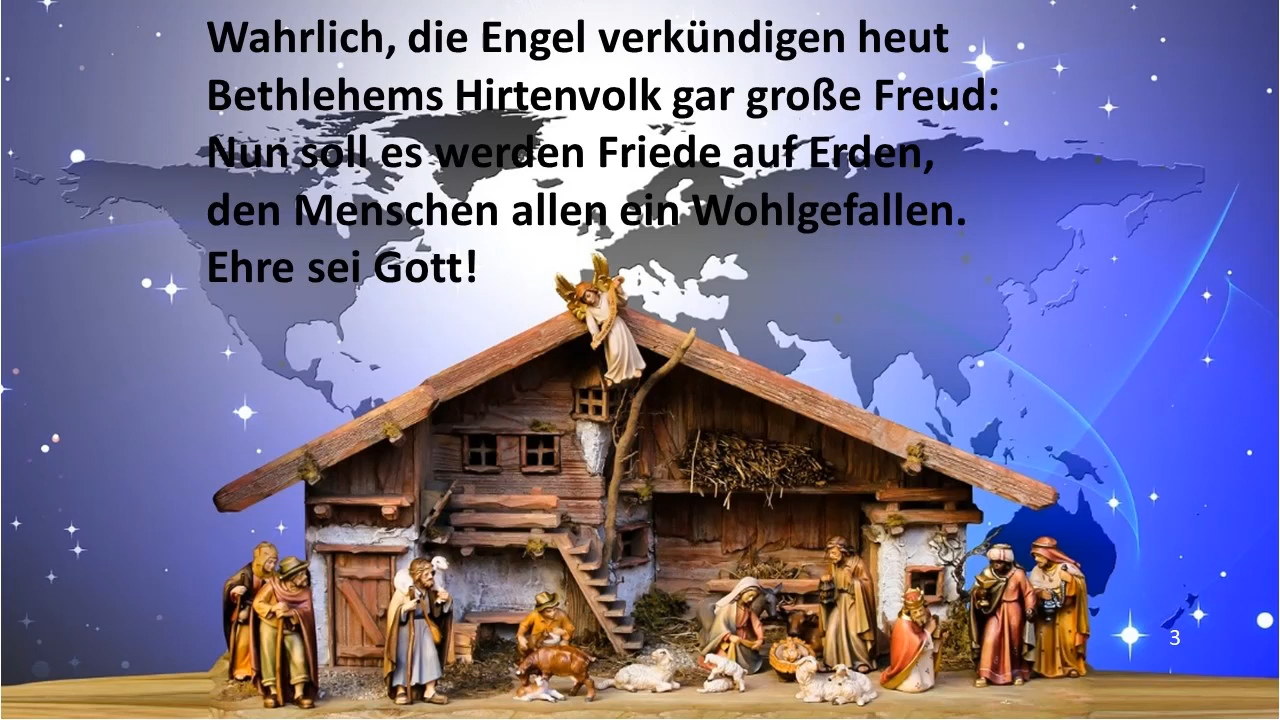 Wahrlich, die Engel verkündigen heut
Bethlehems Hirtenvolk gar große Freud:
Nun soll es werden Friede auf Erden,
den Menschen allen ein Wohlgefallen.
Ehre sei Gott!
3